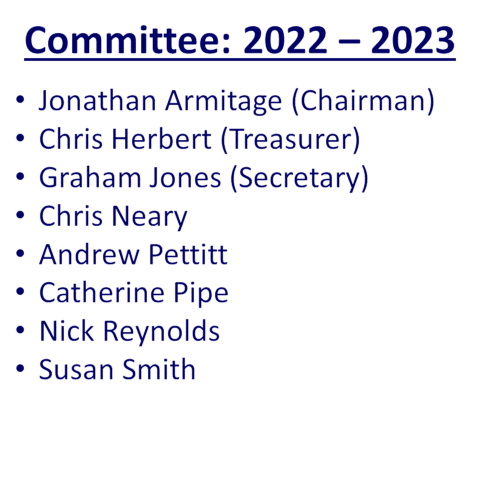 Committee: 2022 – 2023
• Jonathan Armitage (Chairman)
• Chris Herbert (Treasurer)
• Graham Jones (Secretary)
• Chris Neary
• Andrew Pettitt
• Catherine Pipe
• Nick Reynolds
• Susan Smith